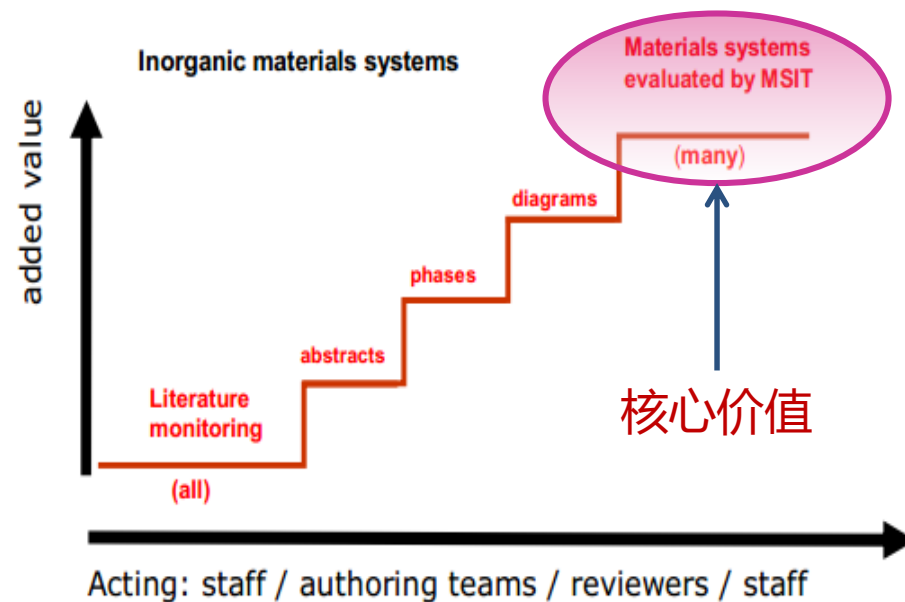 Inorganic materials systems
Materials systems
evaluated by MSIT
(many)
added value
diagrams
phases
abstracts
Literature
monitoring
(all)
核心价值
Acting: staff / authoring teams / reviewers / staff